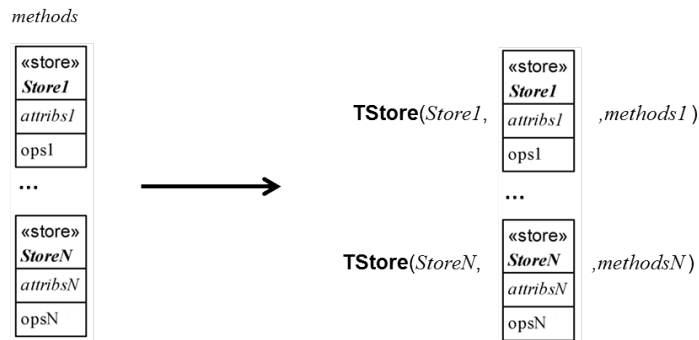 methods
«store»
Store1
attribs1
ops1
...
«store»
StoreN
attribsN
opsN
TStore(Store1,
«store»
Store1
attribs1
ops1
,methods1)
...
TStore(StoreN,
«store»
StoreN
attribsN
opsN
,methodsN)